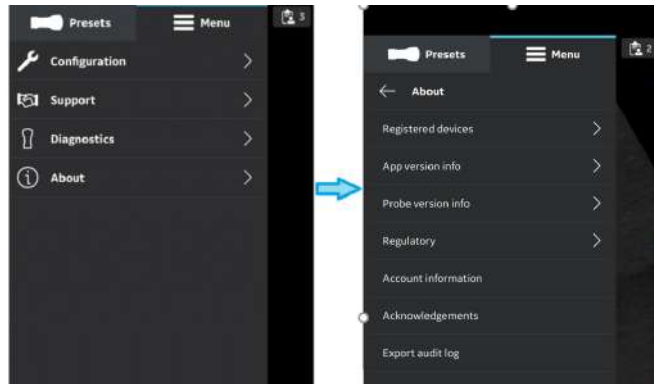 Presets Menu 3
Configuration
Support
Diagnostics
About
Presets Menu 2
About
Registered devices
App version info
Probe version info
Regulatory
Account information
Acknowledgements
Export audit log